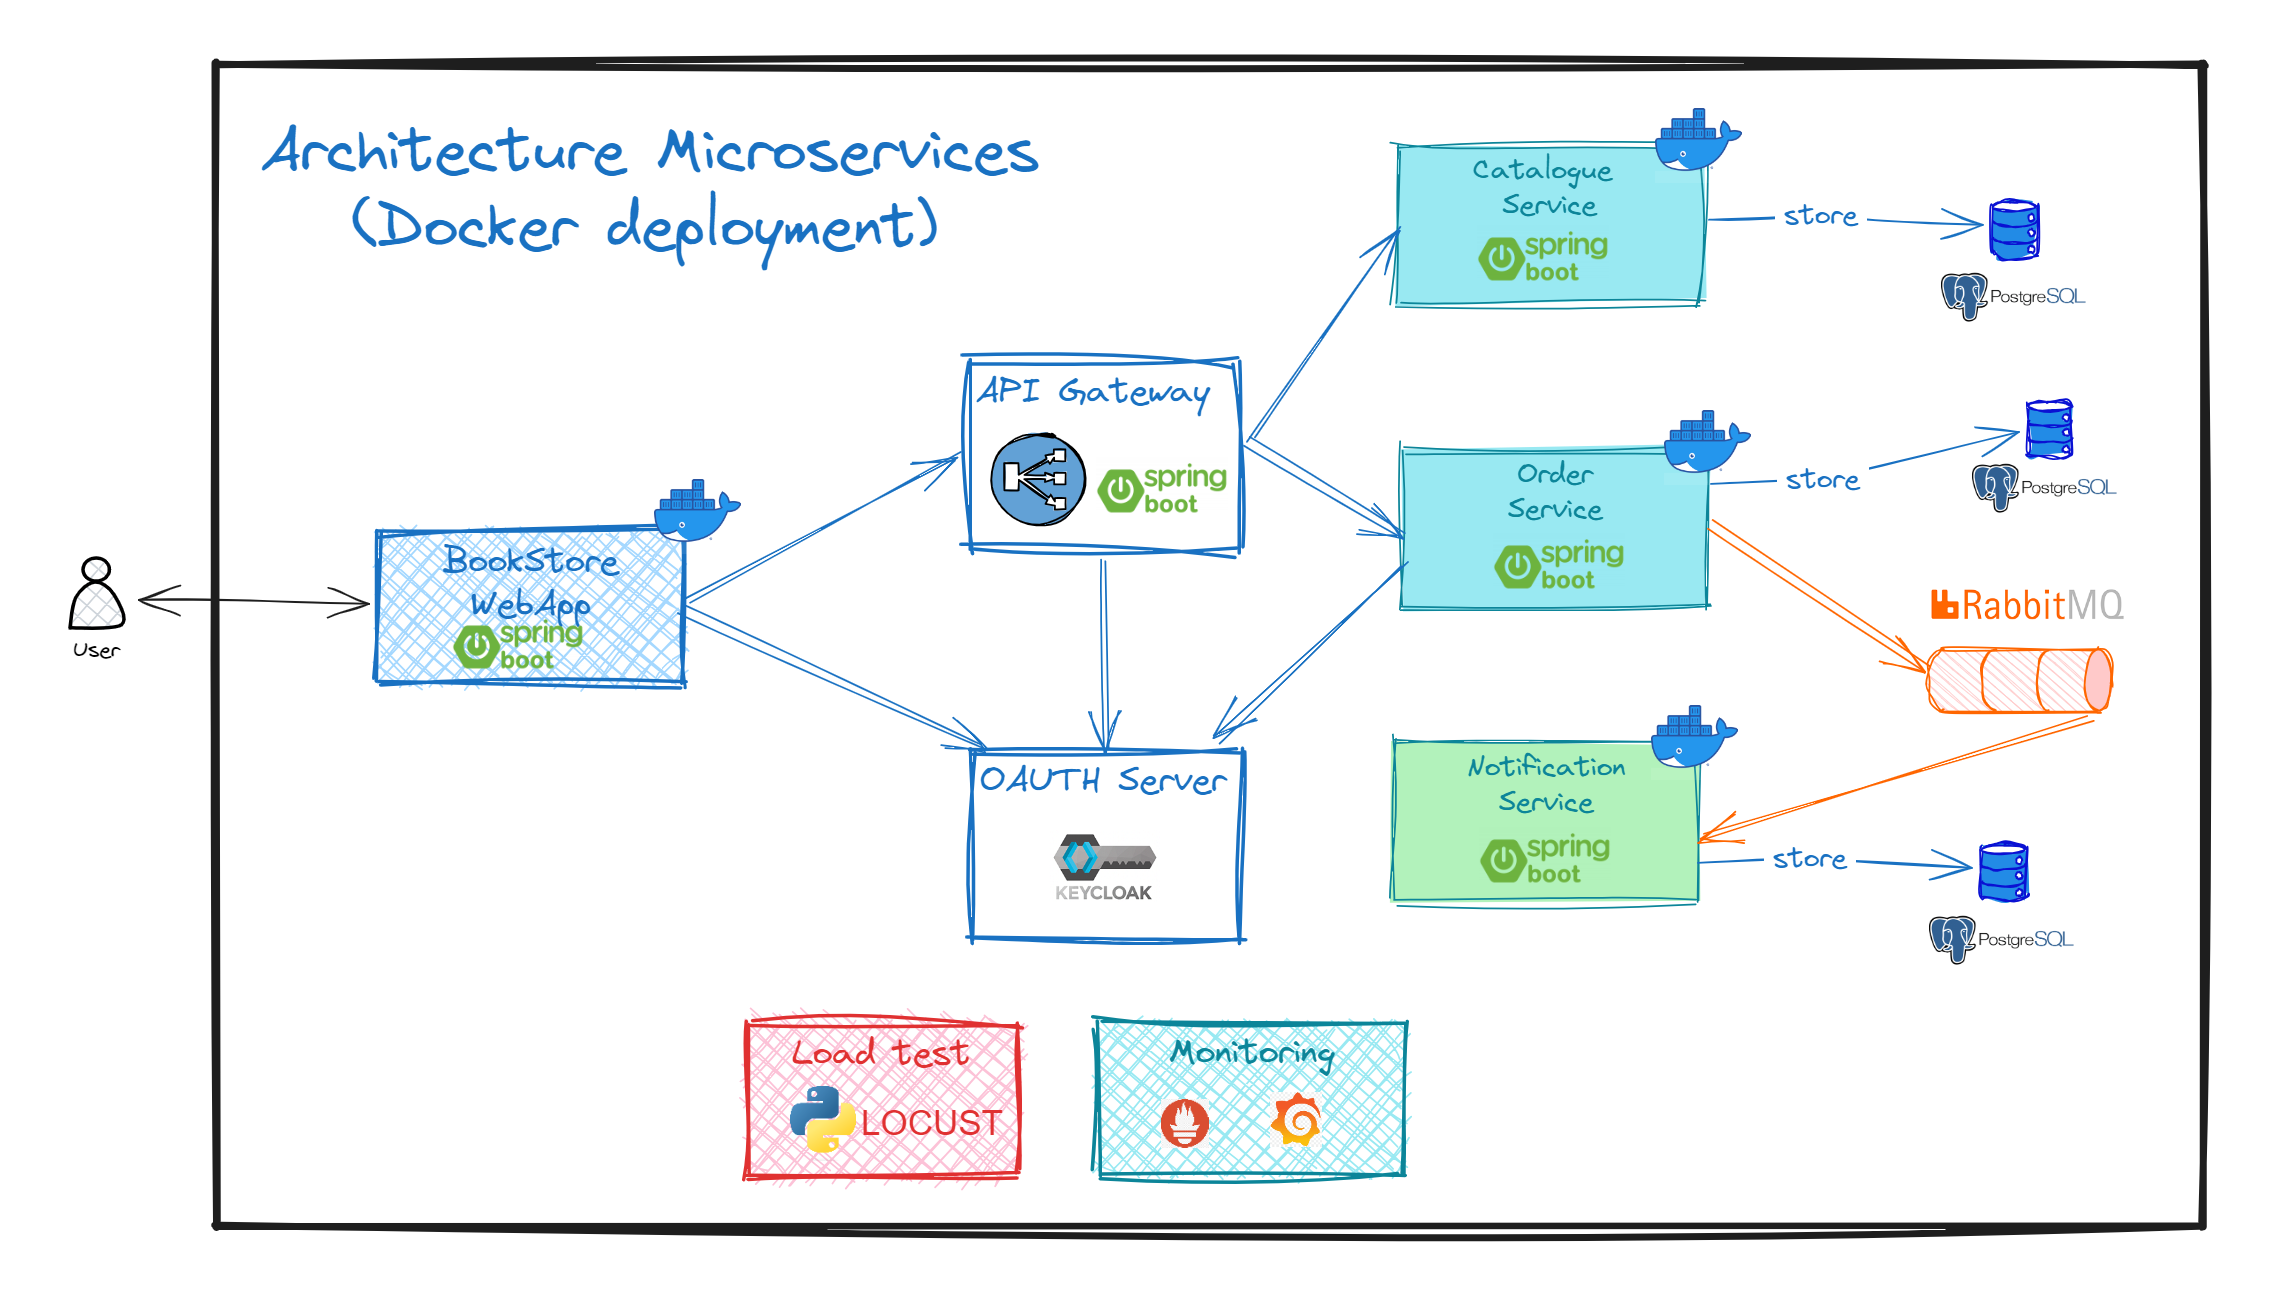 Architecture Microservices
(Docker deployment)
User
BookStore
WebApp
spring
boot
API Gateway
spring
boot
OAUTH Server
KEYCLOAK
Catalogue
Service
spring
boot
store
PostgreSQL
Order
Service
spring
boot
store
PostgreSQL
RabbitMQ
Notification
Service
spring
boot
store
PostgreSQL
Load test
LOCUST
Monitoring